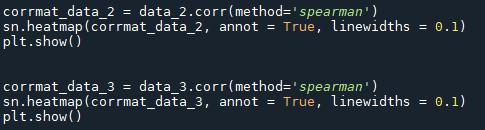 corrmat_data_2 = data_2.corr(method='spearman')
sn.heatmap(corrmat_data_2, annot = True, linewidths = 0.1)
plt.show()
corrmat_data_3 = data_3.corr(method='spearman')
sn.heatmap(corrmat_data_3, annot = True, linewidths = 0.1)
plt.show()